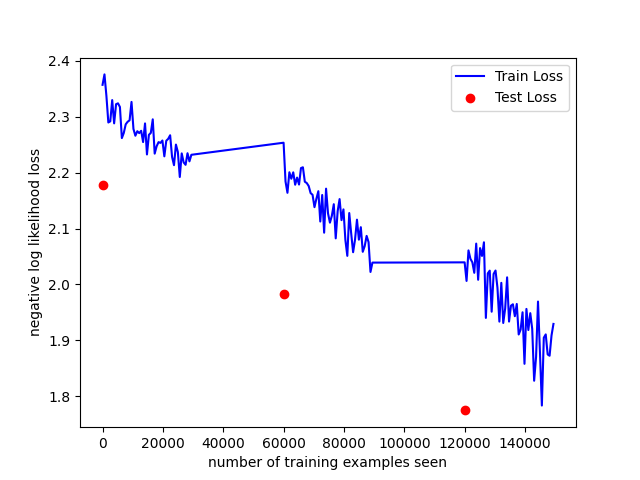 2.4
2.3
2.2
2.1
2.0
1.9
1.8
negative log likelihood loss
Train Loss
Test Loss
0 20000 40000 60000 80000 100000 120000 140000
number of training examples seen